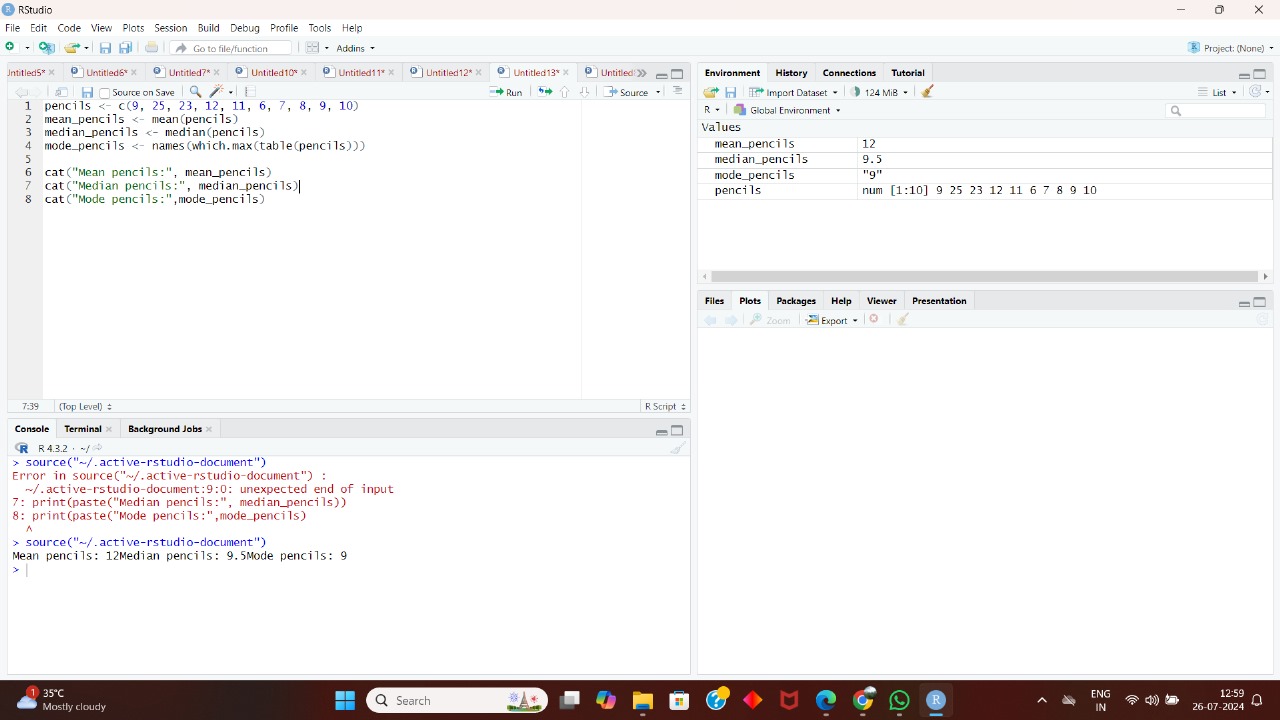 RStudio
File Edit Code View Plots Session Build Debug Profile Tools Help
Go to file/function Addins Project: (None)
Untitled5* Untitled6* Untitled7* Untitled10* Untitled11* Untitled12* Untitled13* Untitled
Source on Save Run Source
1 pencils <- c(9, 25, 23, 12, 11, 6, 7, 8, 9, 10)
2 mean_pencils <- mean(pencils)
3 median_pencils <- median(pencils)
4 mode_pencils <- names(which.max(table(pencils)))
5
6 cat("Mean pencils:", mean_pencils)
7 cat("Median pencils:", median_pencils)
8 cat("Mode pencils:",mode_pencils)
7:39 (Top Level) R Script
Console Terminal Background Jobs
R 4.3.2 · ~/
> source("~/.active-rstudio-document")
Error in source("~/.active-rstudio-document") :
~/.active-rstudio-document:9:0: unexpected end of input
7: print(paste("Median pencils:", median_pencils))
8: print(paste("Mode pencils:",mode_pencils)
^
> source("~/.active-rstudio-document")
Mean pencils: 12Median pencils: 9.5Mode pencils: 9
>
Environment History Connections Tutorial
Import Dataset 124 MiB List
R Global Environment
Values
mean_pencils 12
median_pencils 9.5
mode_pencils "9"
pencils num [1:10] 9 25 23 12 11 6 7 8 9 10
Files Plots Packages Help Viewer Presentation
Zoom Export
1 35°C
Mostly cloudy
Search
ENG
IN
12:59
26-07-2024